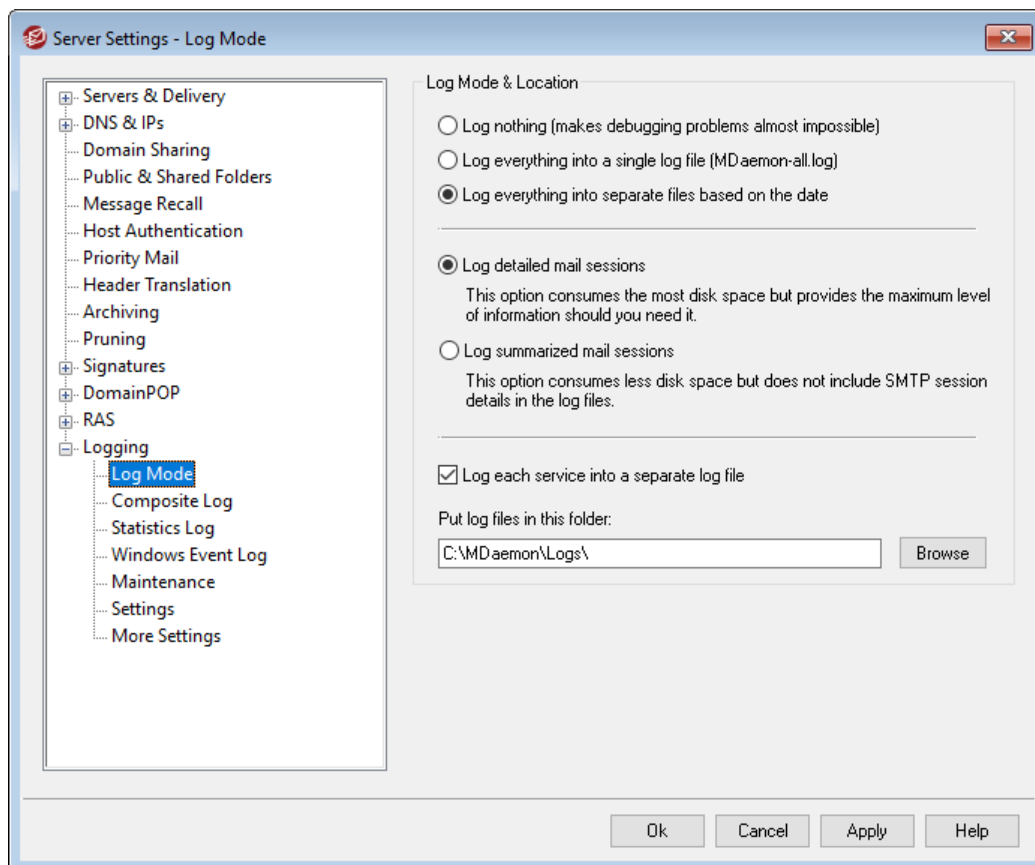 Server Settings - Log Mode
Servers & Delivery
DNS & IPs
Domain Sharing
Public & Shared Folders
Message Recall
Host Authentication
Priority Mail
Header Translation
Archiving
Pruning
Signatures
DomainPOP
RAS
Logging
Log Mode
Composite Log
Statistics Log
Windows Event Log
Maintenance
Settings
More Settings
Log Mode & Location
Log nothing (makes debugging problems almost impossible)
Log everything into a single log file (MDaemon-all.log)
Log everything into separate files based on the date
Log detailed mail sessions
This option consumes the most disk space but provides the maximum level
of information should you need it.
Log summarized mail sessions
This option consumes less disk space but does not include SMTP session
details in the log files.
Log each service into a separate log file
Put log files in this folder:
C:\MDaemon\Logs\
Browse
Ok
Cancel
Apply
Help